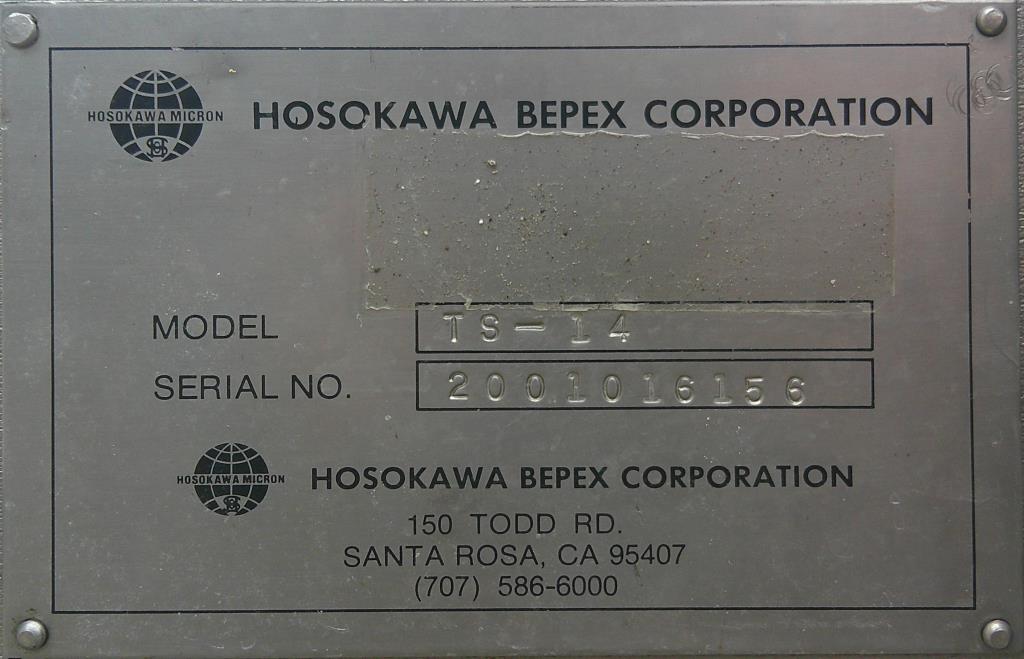 HOSOKAWA MICRON
HOSOKAWA BEPEX CORPORATION
MODEL TS-14
SERIAL NO. 2001016156
HOSOKAWA MICRON
HOSOKAWA BEPEX CORPORATION
150 TODD RD.
SANTA ROSA, CA 95407
(707) 586-6000